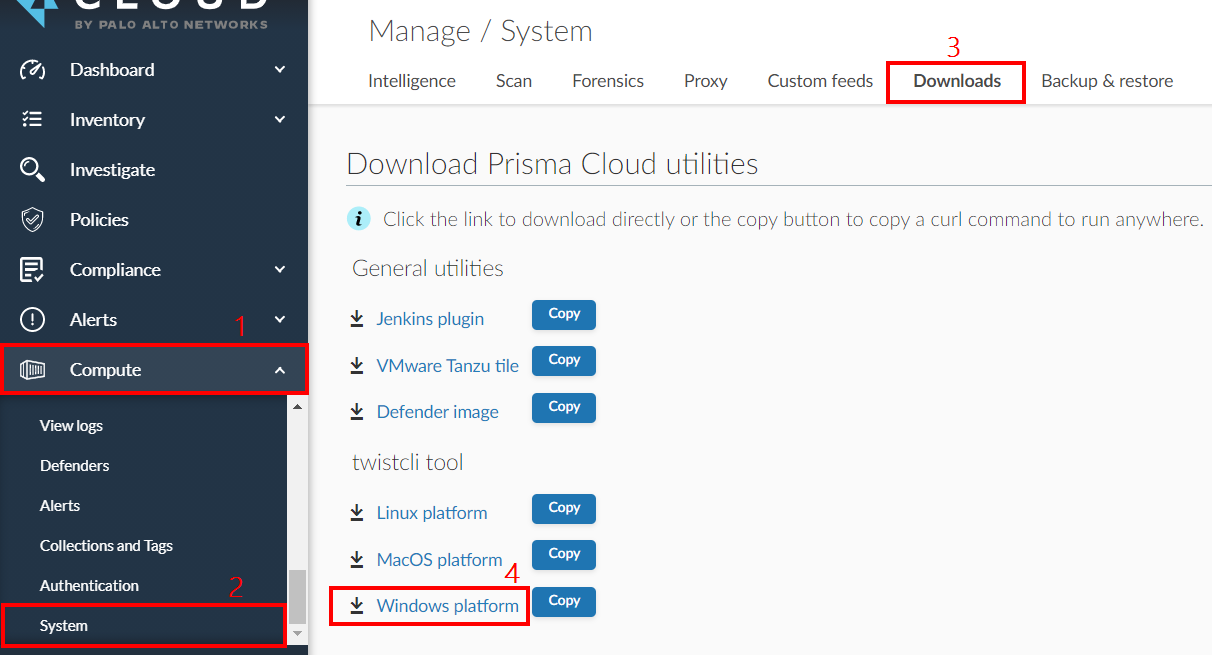 CLOUD
BY PALO ALTO NETWORKS
Dashboard
Inventory
Investigate
Policies
Compliance
Alerts
1
Compute
View logs
Defenders
Alerts
Collections and Tags
Authentication
2
System
Manage / System
3
Intelligence Scan Forensics Proxy Custom feeds Downloads Backup & restore
Download Prisma Cloud utilities
i Click the link to download directly or the copy button to copy a curl command to run anywhere.
General utilities
Jenkins plugin Copy
VMware Tanzu tile Copy
Defender image Copy
twistcli tool
Linux platform Copy
MacOS platform Copy
4
Windows platform Copy